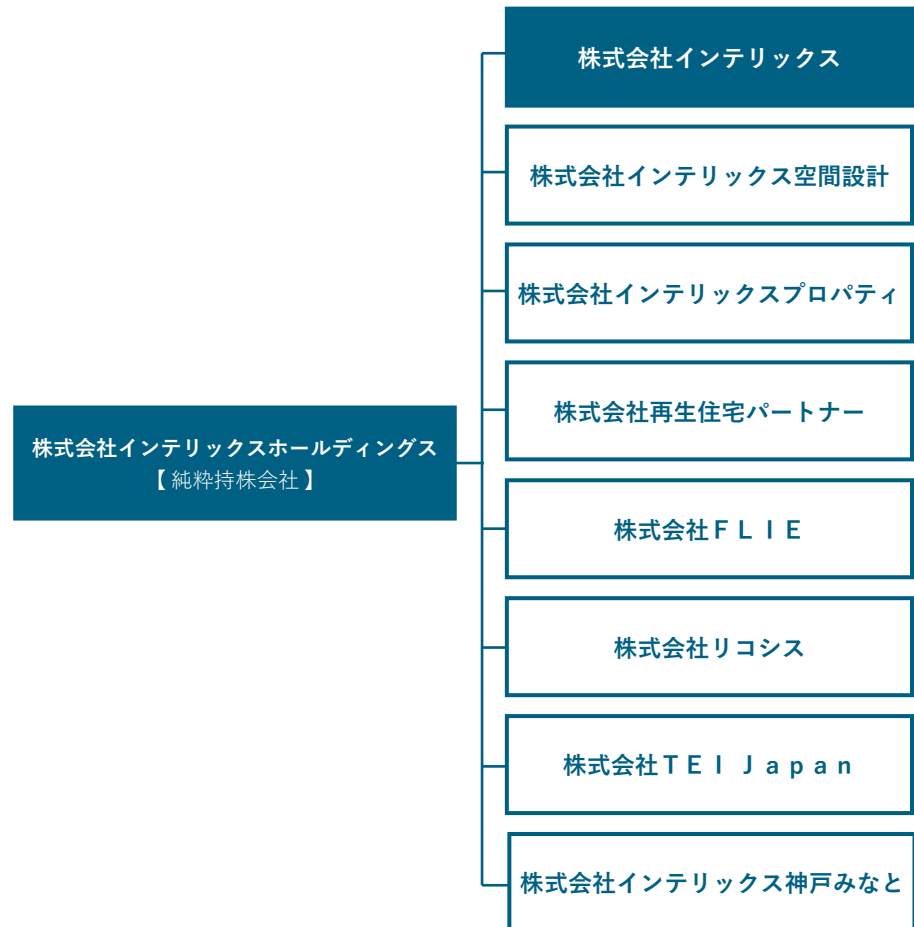 株式会社インテリックス
株式会社インテリックス空間設計
株式会社インテリックスプロパティ
株式会社再生住宅パートナー
株式会社インテリックスホールディングス
【純粋持株会社】
株式会社ＦＬＩＥ
株式会社リコシス
株式会社ＴＥＩ Ｊａｐａｎ
株式会社インテリックス神戸みなと